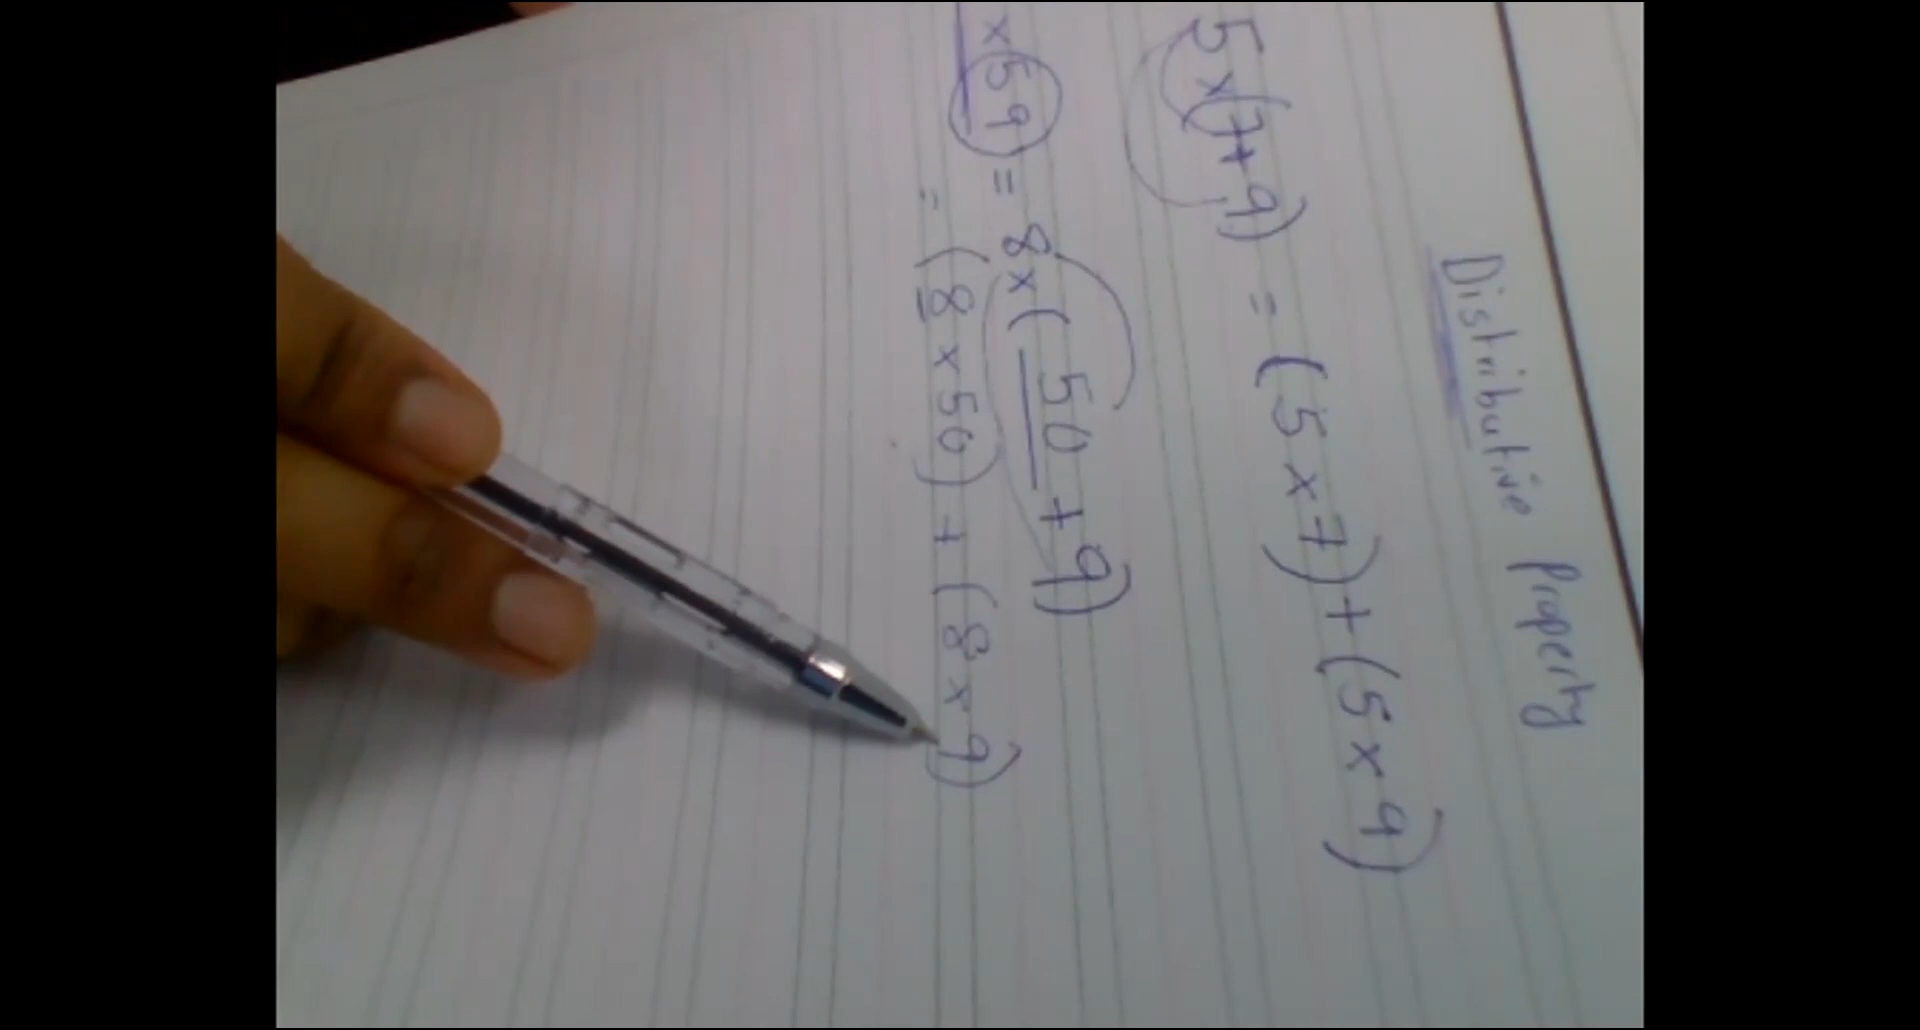 Distributive Property
5 x (7 + 9) = (5 x 7) + (5 x 9)
x 59 = 8 x (50 + 9)
= (8 x 50) + (8 x 9)